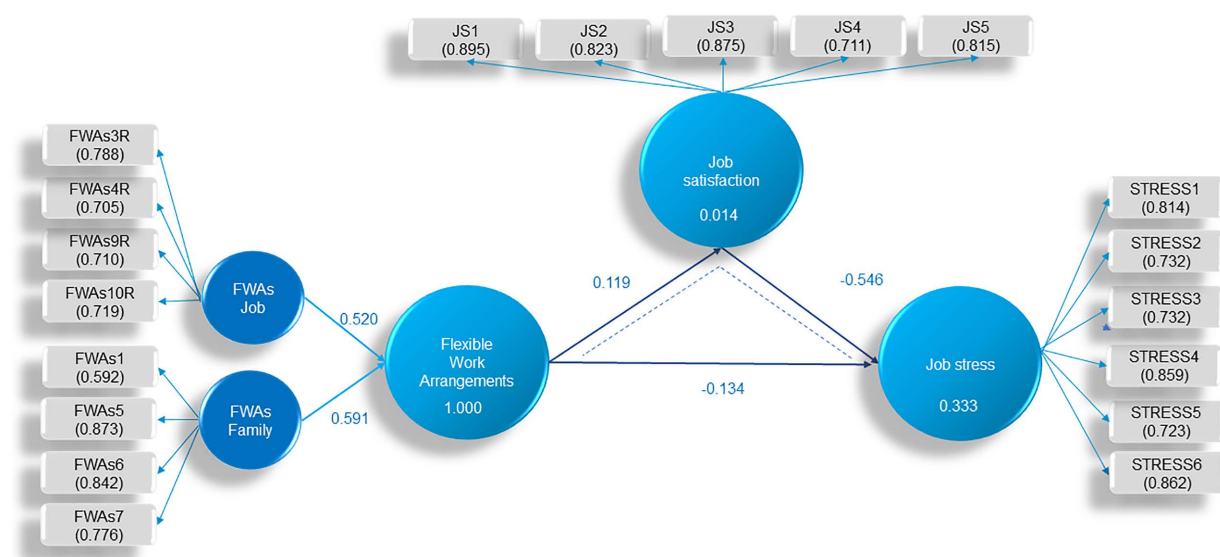 JS1
(0.895)
JS2
(0.823)
JS3
(0.875)
JS4
(0.711)
JS5
(0.815)
FWAs3R
(0.788)
FWAs4R
(0.705)
FWAs9R
(0.710)
FWAs10R
(0.719)
FWAs1
(0.592)
FWAs5
(0.873)
FWAs6
(0.842)
FWAs7
(0.776)
FWAs
Job
FWAs
Family
0.520
0.591
Flexible
Work
Arrangements
1.000
0.119
-0.134
Job
satisfaction
0.014
-0.546
Job stress
0.333
STRESS1
(0.814)
STRESS2
(0.732)
STRESS3
(0.732)
STRESS4
(0.859)
STRESS5
(0.723)
STRESS6
(0.862)